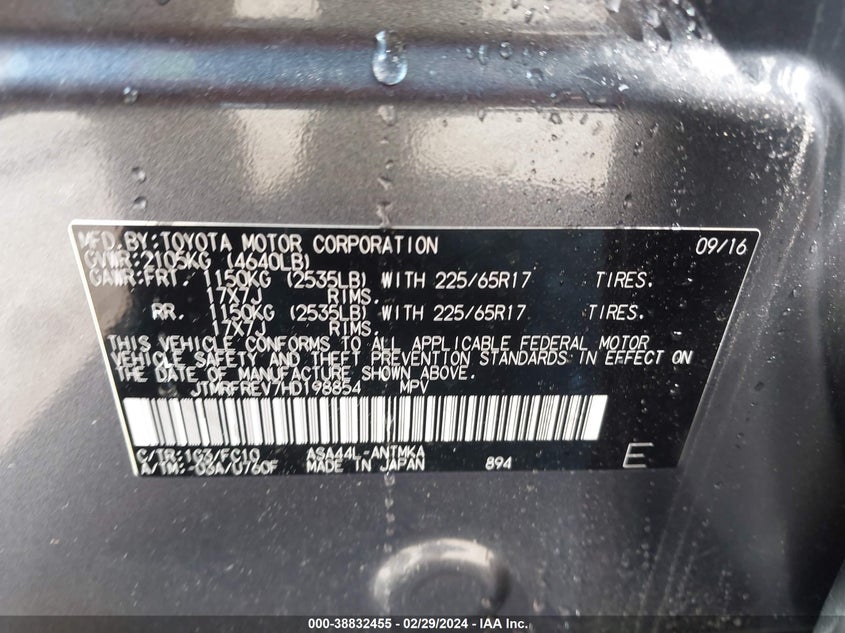 MFD.BY:TOYOTA MOTOR CORPORATION 09/16
GVWR:2105KG (4640LB)
GAWR:FRT. 1150KG (2535LB) WITH 225/65R17 TIRES.
17X7J RIMS.
RR. 1150KG (2535LB) WITH 225/65R17 TIRES.
17X7J RIMS.
THIS VEHICLE CONFORMS TO ALL APPLICABLE FEDERAL MOTOR
VEHICLE SAFETY AND THEFT PREVENTION STANDARDS IN EFFECT ON
THE DATE OF MANUFACTURE SHOWN ABOVE.
JTMRFREV7HD198854 MPV
C/TR:1G3/FC10 ASA44L-ANTMKA
A/TM:-03A/U760F MADE IN JAPAN 894 E
000-38832455 - 02/29/2024 - IAA Inc.